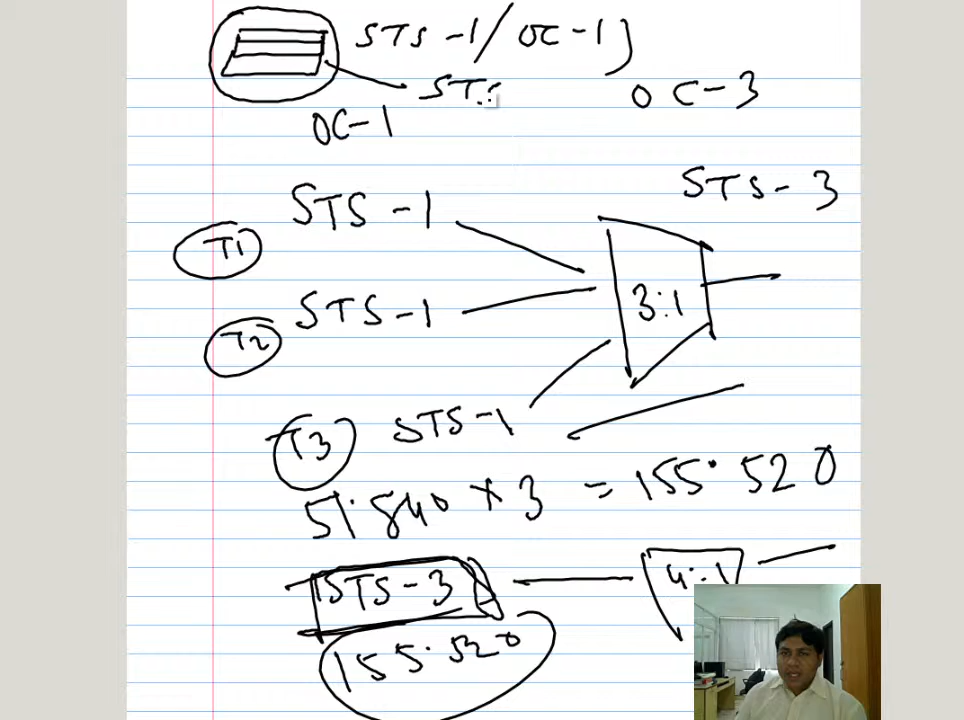 STS-1/OC-1)
STS
OC-3
OC-1
STS-3
STS-1
T1
3:1
STS-1
T2
STS-1
T3
51.840 × 3 = 155.520
STS-3
4:1
155.520